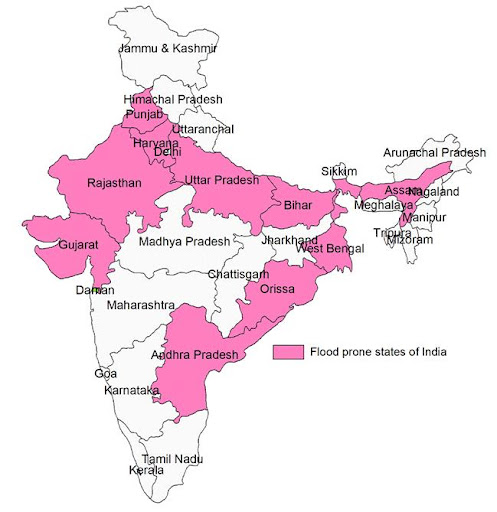 Jammu & Kashmir
Himachal Pradesh
Punjab
Uttaranchal
Haryana
Delhi
Arunachal Pradesh
Sikkim
Rajasthan
Uttar Pradesh
Assam
Nagaland
Bihar
Meghalaya
Manipur
Tripura
Mizoram
Gujarat
Madhya Pradesh
Jharkhand
West Bengal
Chattisgarh
Daman
Orissa
Maharashtra
Andhra Pradesh
Flood prone states of India
Goa
Karnataka
Tamil Nadu
Kerala